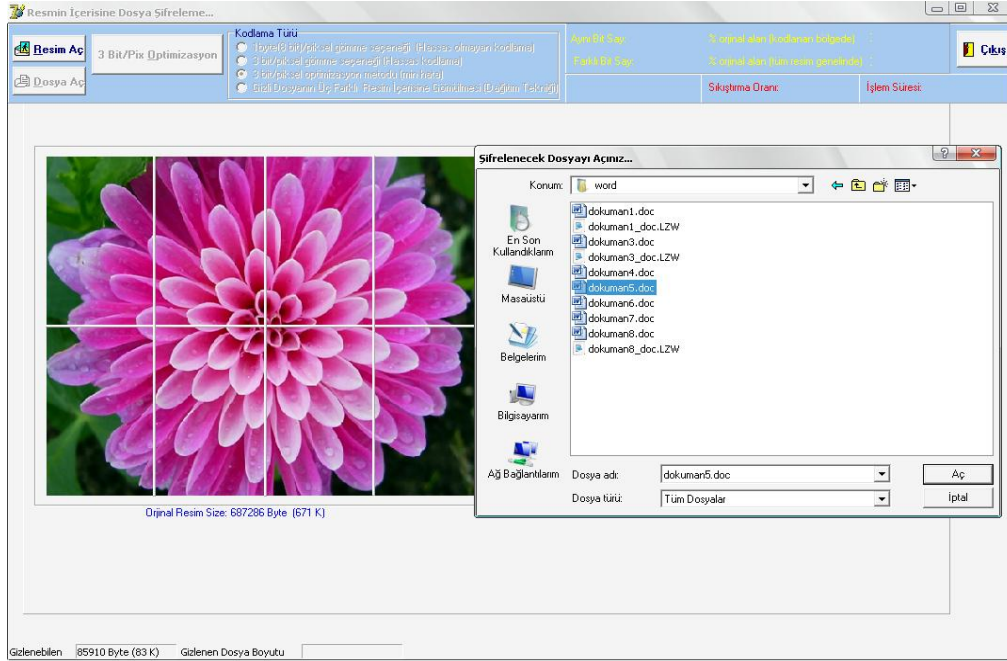 Resmin İçerisine Dosya Şifreleme...
Resim Aç
3 Bit/Pix Optimizasyon
Dosya Aç
Kodlama Türü
1byte(8 bit)/piksel gömme seçeneği (Hassas olmayan kodlama)
3 bit/piksel gömme seçeneği (Hassas kodlama)
3 bit/piksel optimizasyon metodu (min hata)
Gizli Dosyanın Üç Farklı Resim İçerisine Gömülmesi (Dağıtım Tekniği)
Aynı Bit Say:
% orjinal alan (kodlanan bölgede) :
Farklı Bit Say:
% orjinal alan (tüm resim genelinde) :
Sıkıştırma Oranı:
İşlem Süresi:
Çıkış
Şifrelenecek Dosyayı Açınız...
Konum:
word
En Son
Kullandıklarım
Masaüstü
Belgelerim
Bilgisayarım
Ağ Bağlantılarım
dokuman1.doc
dokuman1_doc.LZW
dokuman3.doc
dokuman3_doc.LZW
dokuman4.doc
dokuman5.doc
dokuman6.doc
dokuman7.doc
dokuman8.doc
dokuman8_doc.LZW
Dosya adı:
dokuman5.doc
Aç
Dosya türü:
Tüm Dosyalar
İptal
Orjinal Resim Size: 687286 Byte (671 K)
Gizlenebilen
85910 Byte (83 K)
Gizlenen Dosya Boyutu